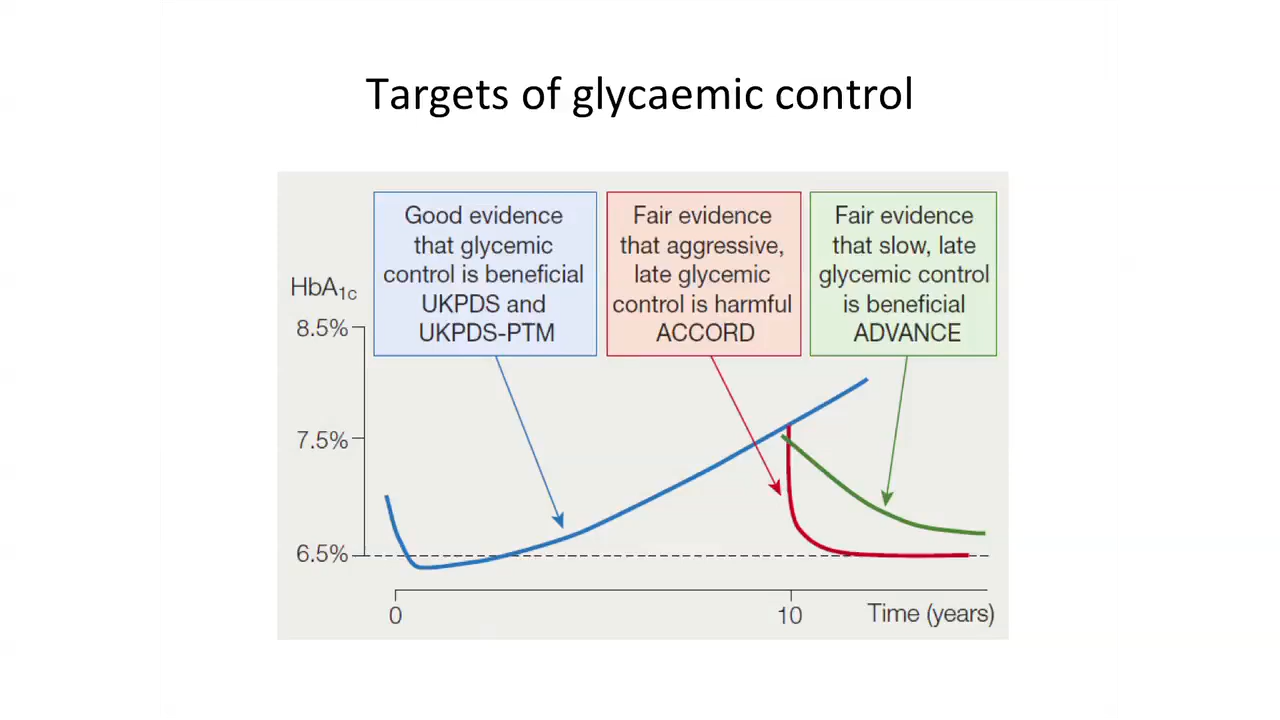 Targets of glycaemic control
Good evidence
that glycemic
control is beneficial
UKPDS and
UKPDS-PTM
Fair evidence
that aggressive,
late glycemic
control is harmful
ACCORD
Fair evidence
that slow, late
glycemic control
is beneficial
ADVANCE
HbA1c
8.5%
7.5%
6.5%
0
10
Time (years)